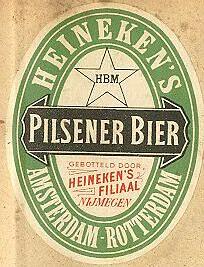 HEINEKEN'S
HBM
PILSENER BIER
GEBOTTELD DOOR
HEINEKEN'S
FILIAAL
NIJMEGEN
AMSTERDAM-ROTTERDAM